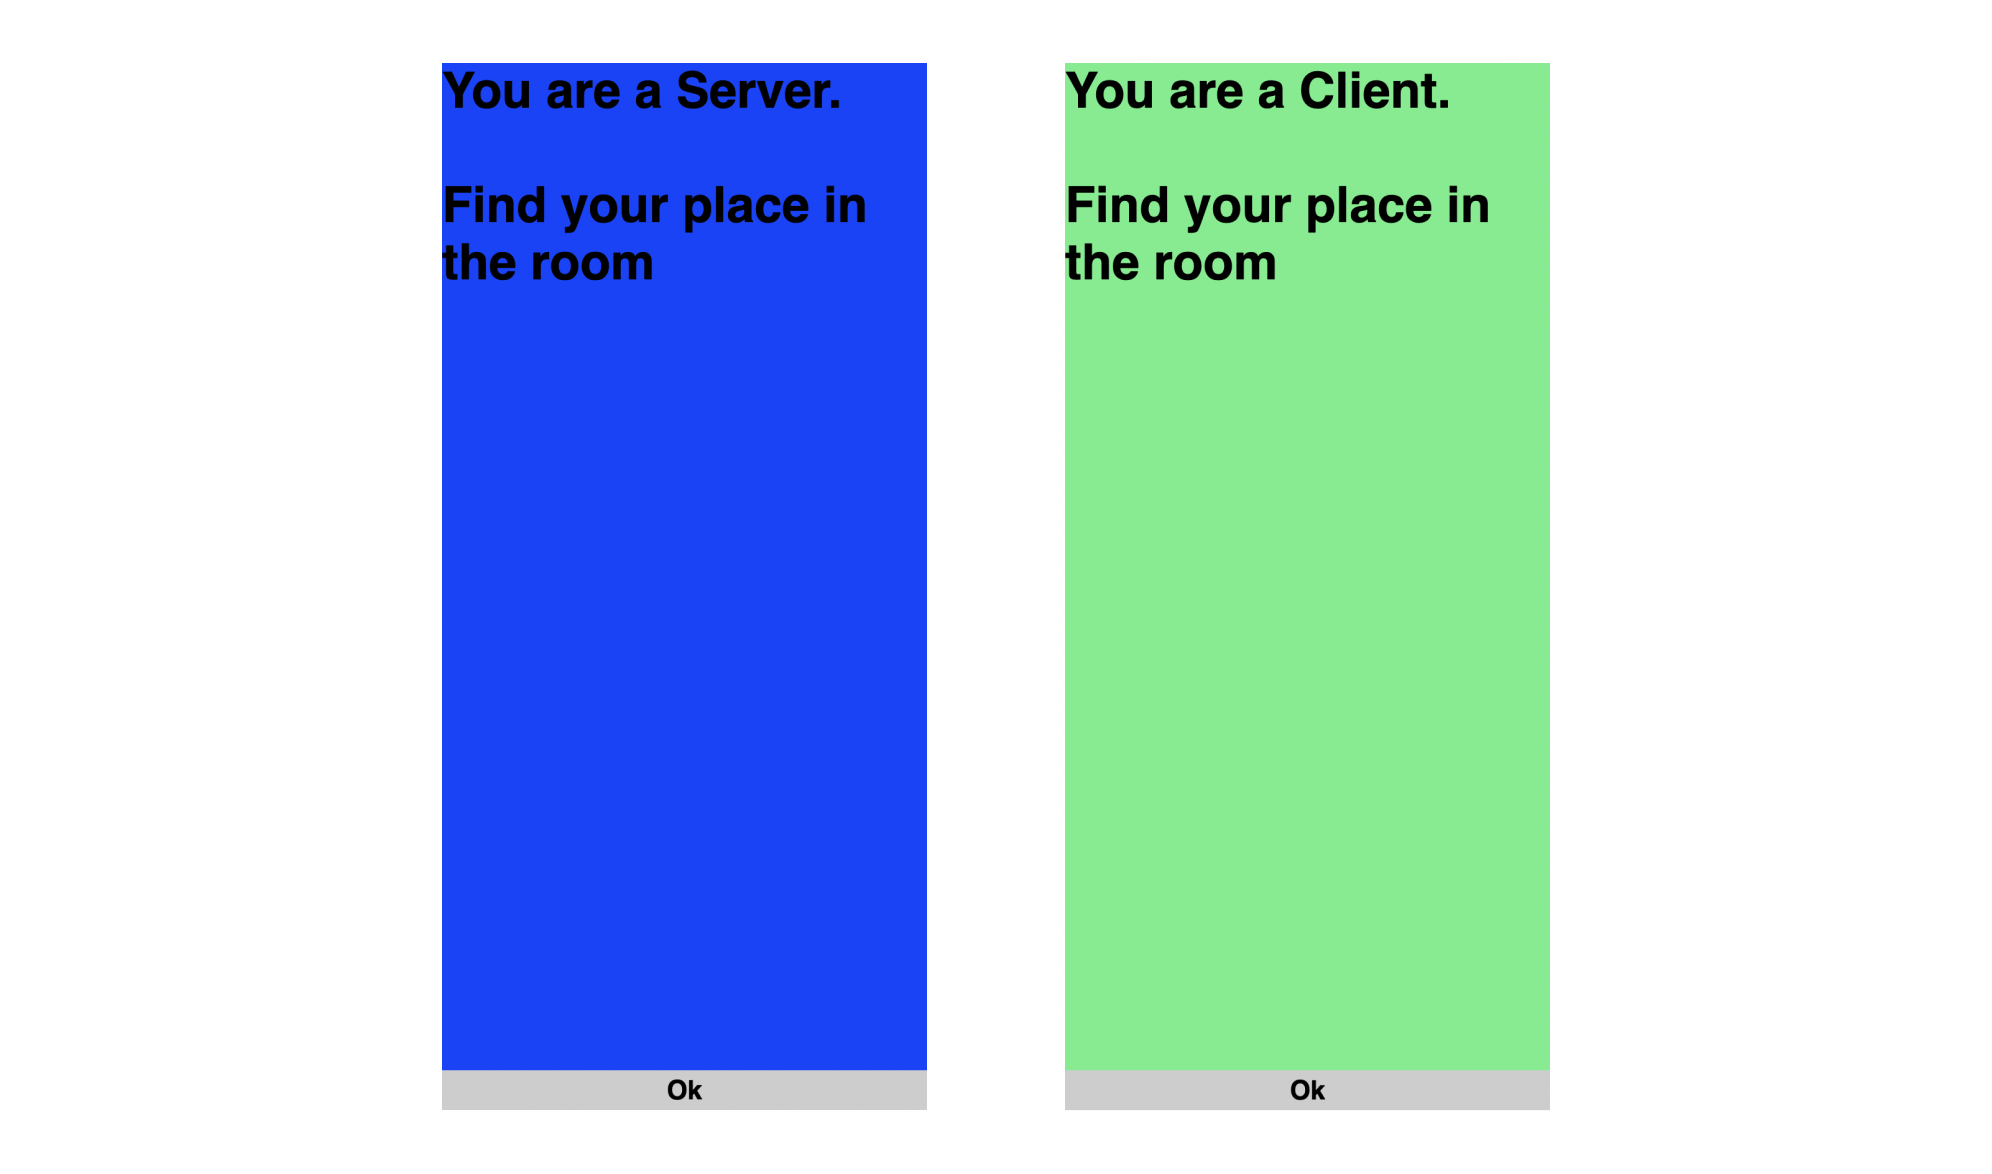 You are a Server.
Find your place in
the room
Ok
You are a Client.
Find your place in
the room
Ok